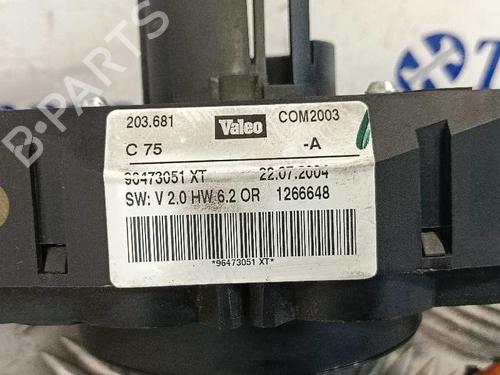 203.681 Valeo COM2003
C 75 -A
96473051 XT 22.07.2004
SW: V 2.0 HW 6.2 OR 1266648
*96473051 XT*
B-PARTS